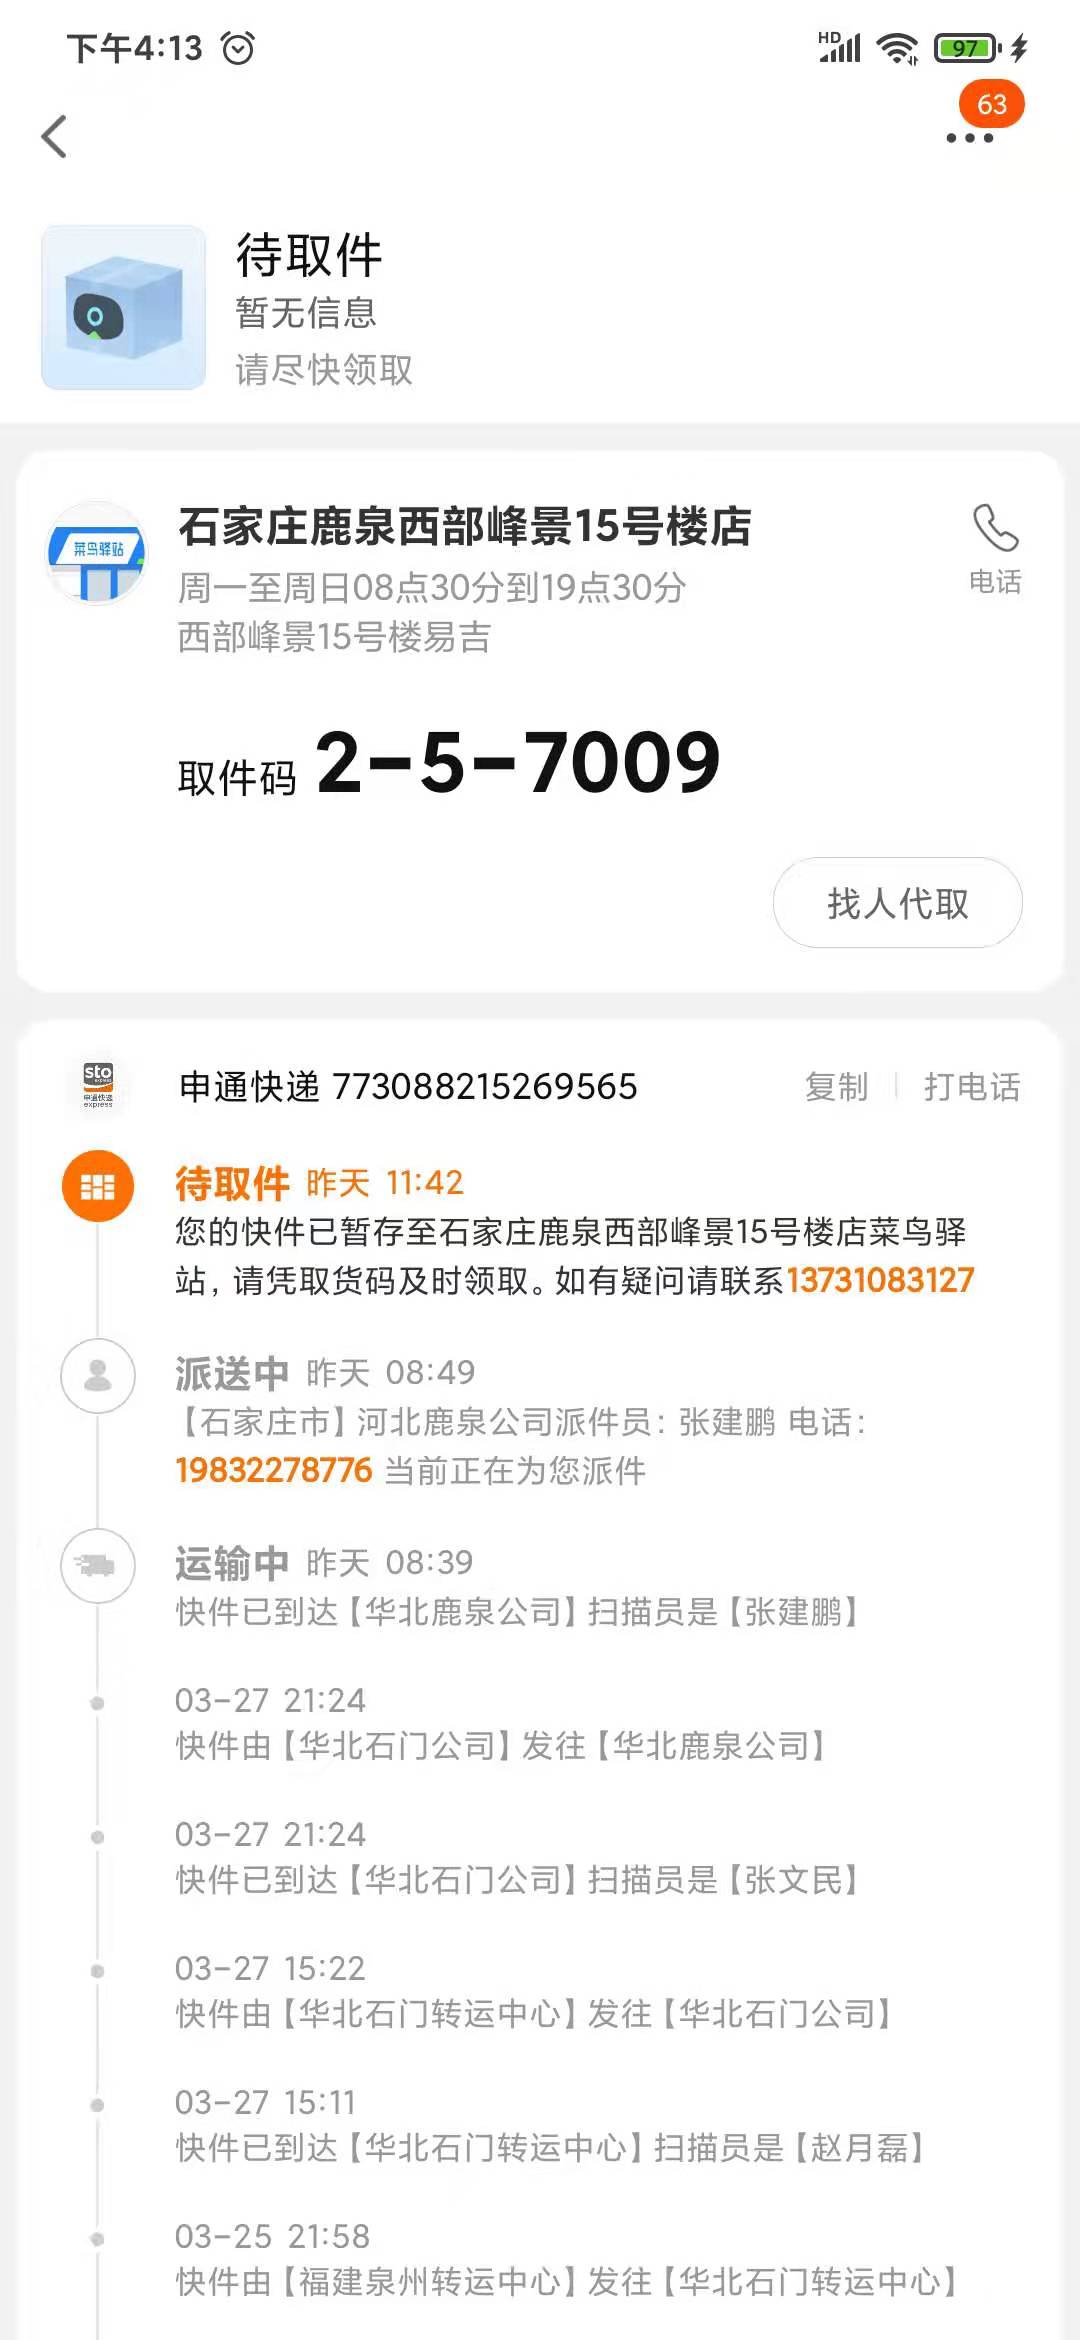 下午4:13
HD
97
63
待取件
暂无信息
请尽快领取
菜鸟驿站
石家庄鹿泉西部峰景15号楼店
周一至周日08点30分到19点30分
西部峰景15号楼易吉
电话
取件码 2-5-7009
找人代取
sto
express
申通快递
express
申通快递 773088215269565
复制
打电话
待取件 昨天 11:42
您的快件已暂存至石家庄鹿泉西部峰景15号楼店菜鸟驿
站，请凭取货码及时领取。如有疑问请联系13731083127
派送中 昨天 08:49
【石家庄市】河北鹿泉公司派件员：张建鹏 电话：
19832278776 当前正在为您派件
运输中 昨天 08:39
快件已到达【华北鹿泉公司】扫描员是【张建鹏】
03-27 21:24
快件由【华北石门公司】发往【华北鹿泉公司】
03-27 21:24
快件已到达【华北石门公司】扫描员是【张文民】
03-27 15:22
快件由【华北石门转运中心】发往【华北石门公司】
03-27 15:11
快件已到达【华北石门转运中心】扫描员是【赵月磊】
03-25 21:58
快件由【福建泉州转运中心】发往【华北石门转运中心】